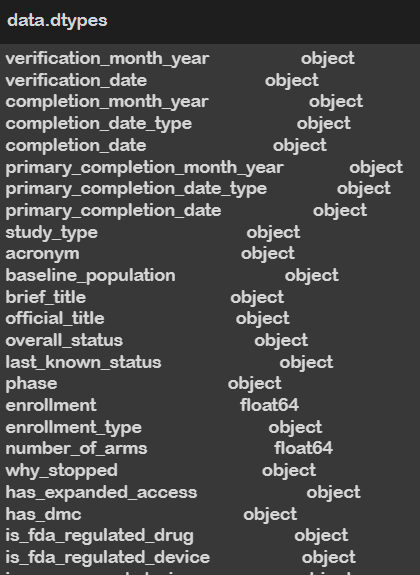 data.dtypes
verification_month_year object
verification_date object
completion_month_year object
completion_date_type object
completion_date object
primary_completion_month_year object
primary_completion_date_type object
primary_completion_date object
study_type object
acronym object
baseline_population object
brief_title object
official_title object
overall_status object
last_known_status object
phase object
enrollment float64
enrollment_type object
number_of_arms float64
why_stopped object
has_expanded_access object
has_dmc object
is_fda_regulated_drug object
is_fda_regulated_device object